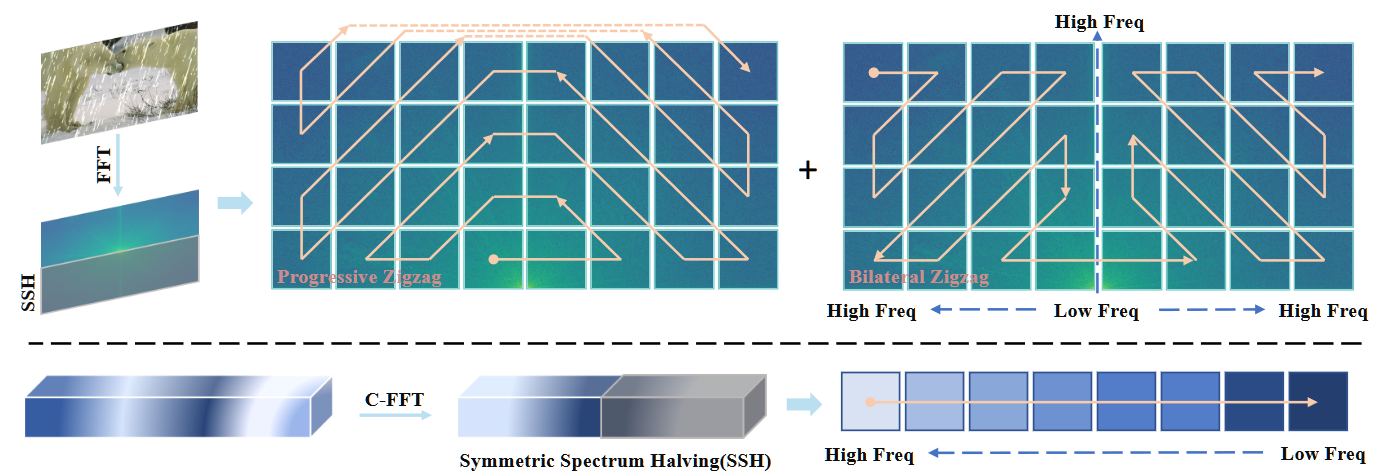 High Freq
FFT
SSH
Progressive Zigzag
+
Bilateral Zigzag
High Freq
Low Freq
High Freq
C-FFT
Symmetric Spectrum Halving(SSH)
High Freq
Low Freq